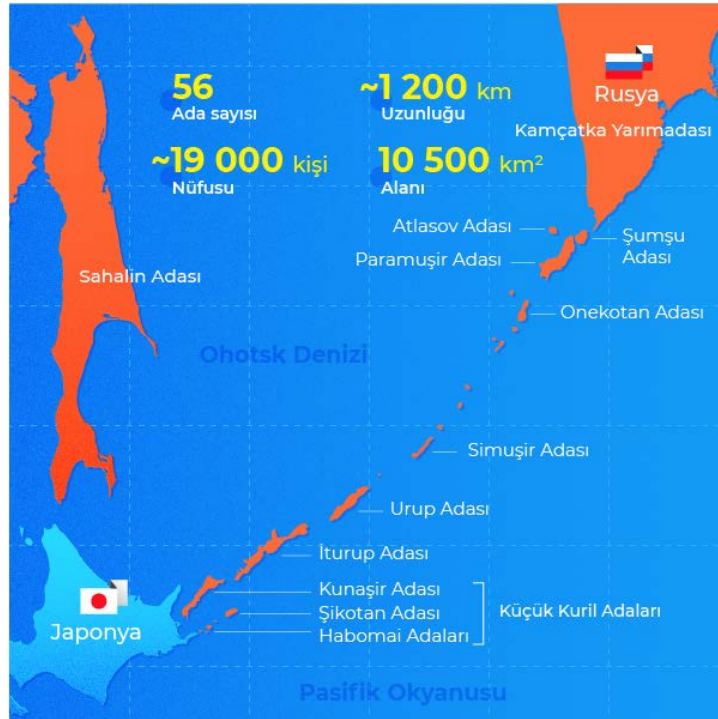 56
Ada sayısı
~1 200 km
Uzunluğu
~19 000 kişi
Nüfusu
10 500 km²
Alanı
Rusya
Kamçatka Yarımadası
Atlasov Adası
Şumşu
Adası
Paramuşir Adası
Sahalin Adası
Onekotan Adası
Ohotsk Denizi
Simuşir Adası
Urup Adası
İturup Adası
Kunaşir Adası
Şikotan Adası
Habomai Adaları
Küçük Kuril Adaları
Japonya
Pasifik Okyanusu